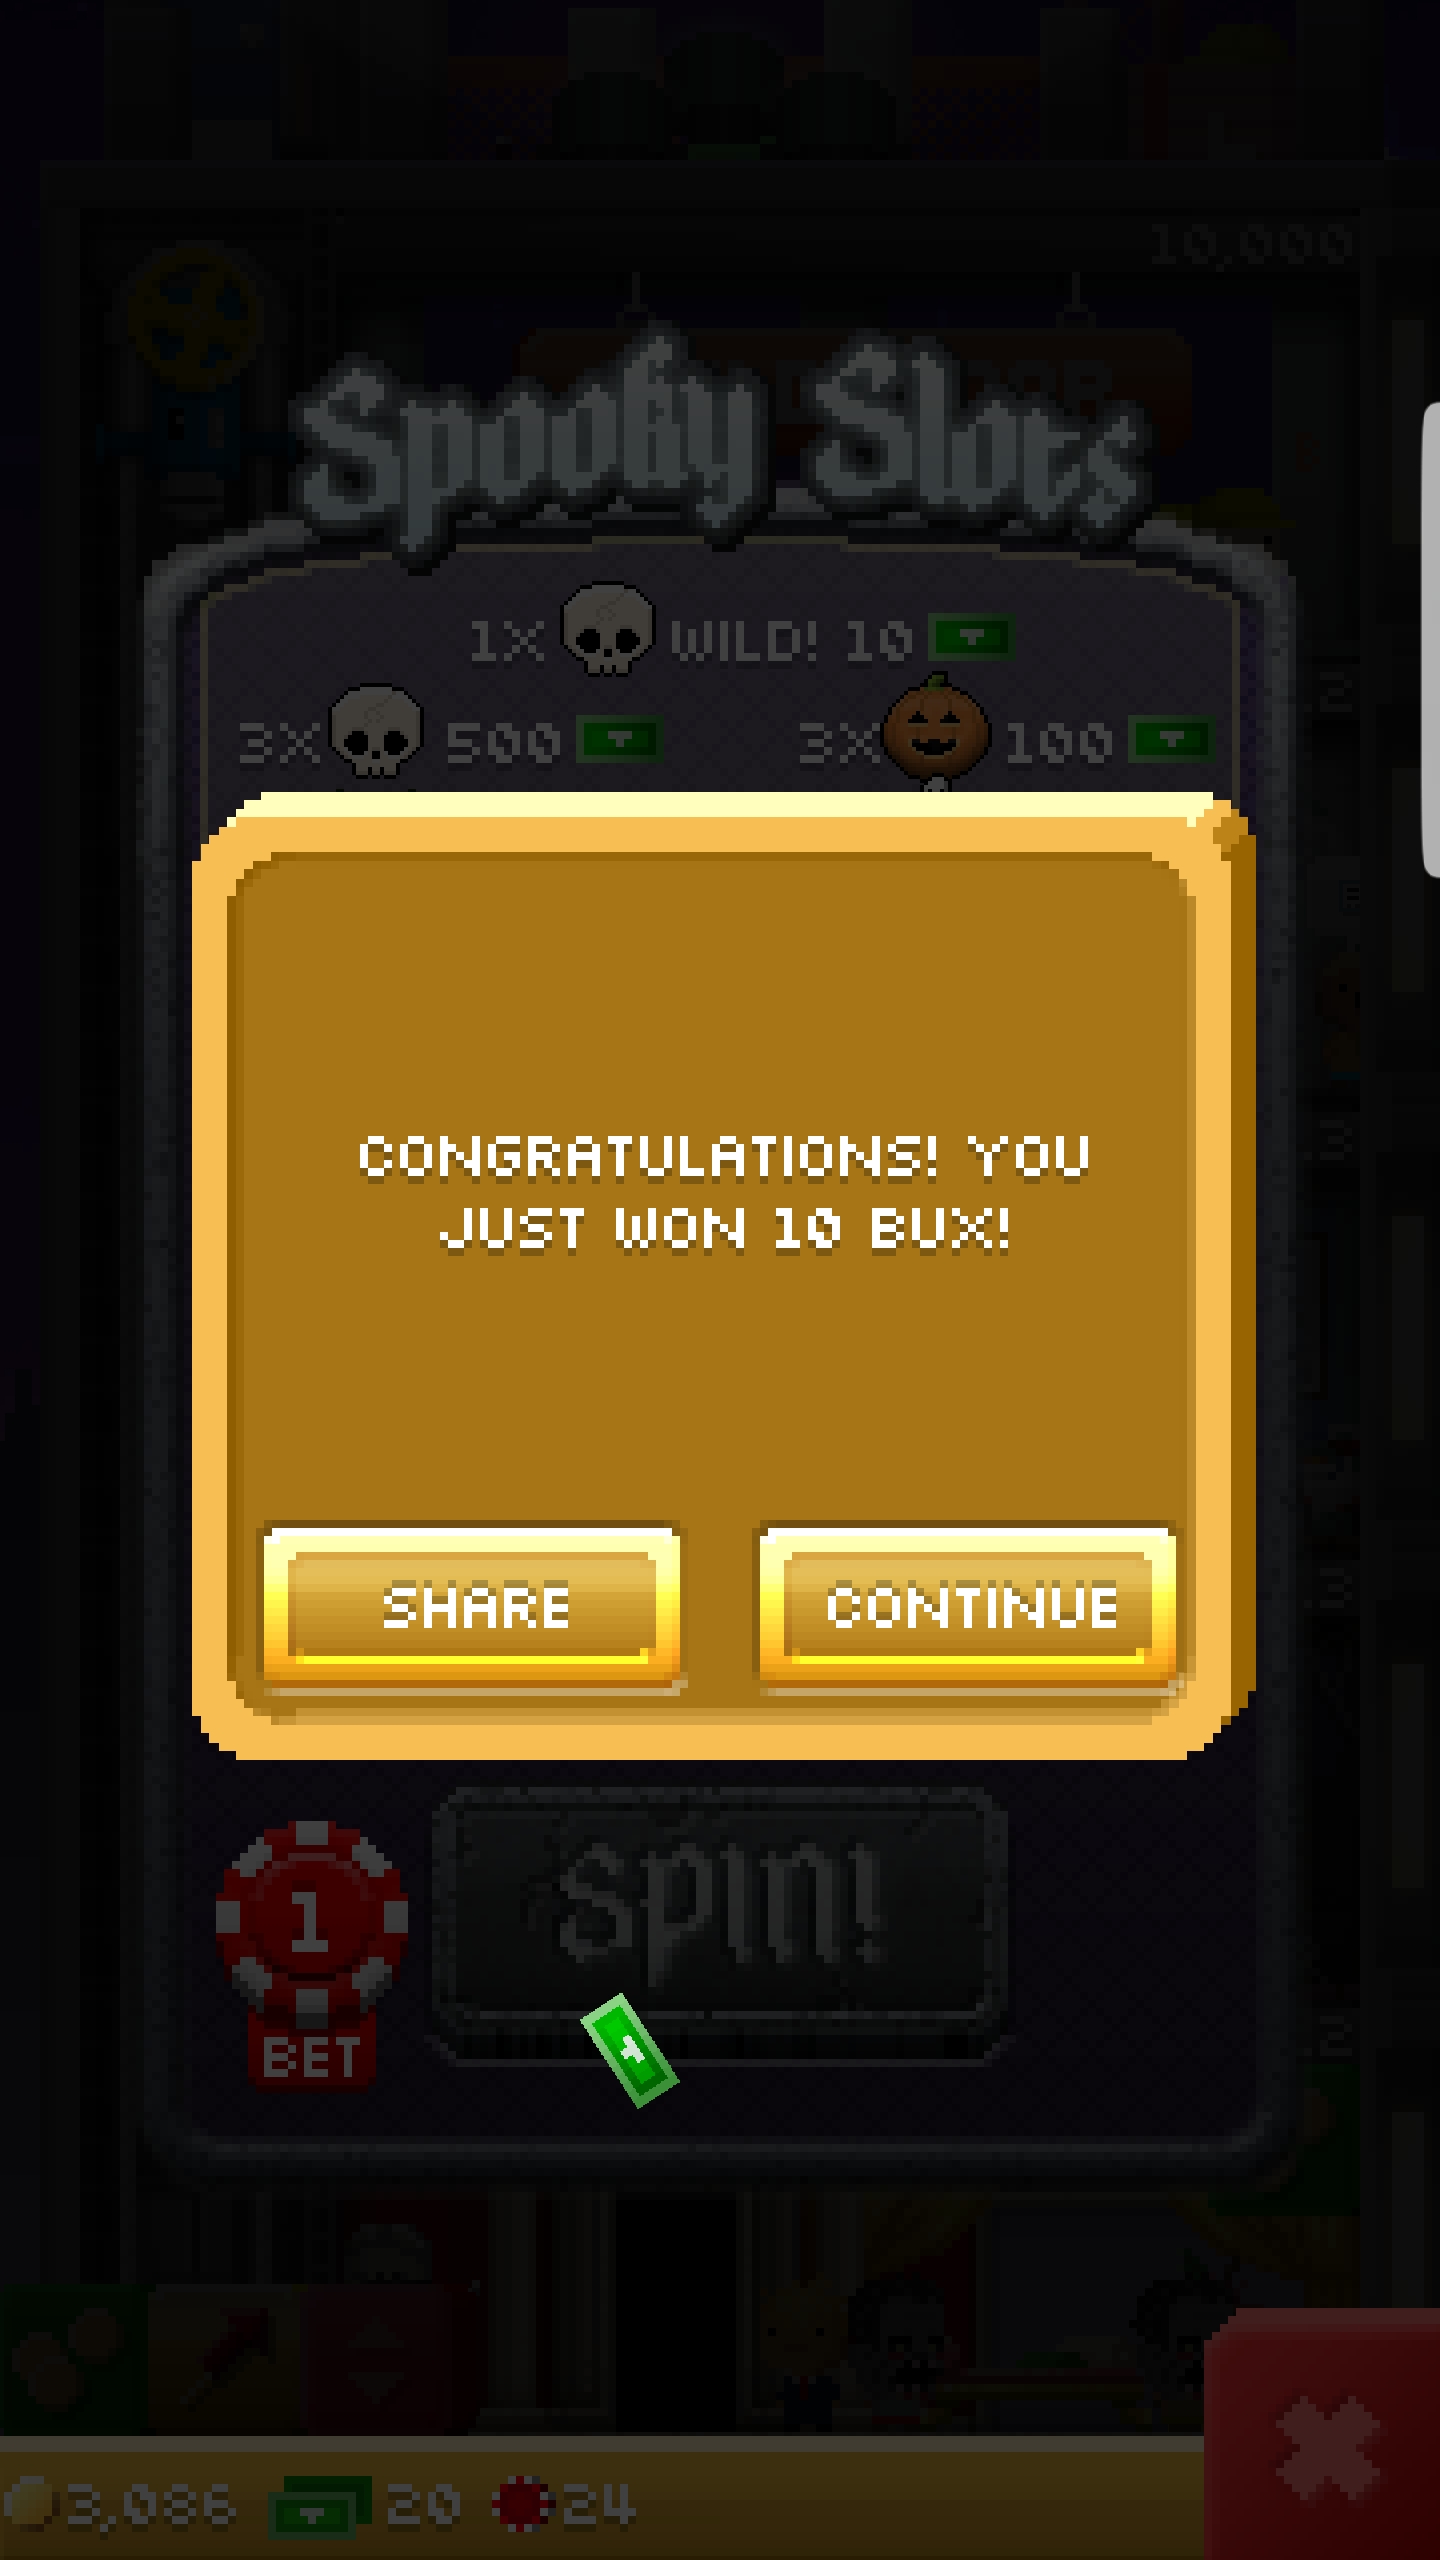 10,000
Spooky Slots
1X WILD! 10
3X 500 3X 100
CONGRATULATIONS! YOU
JUST WON 10 BUX!
SHARE CONTINUE
1
SPIN!
BET
3,086 20 24